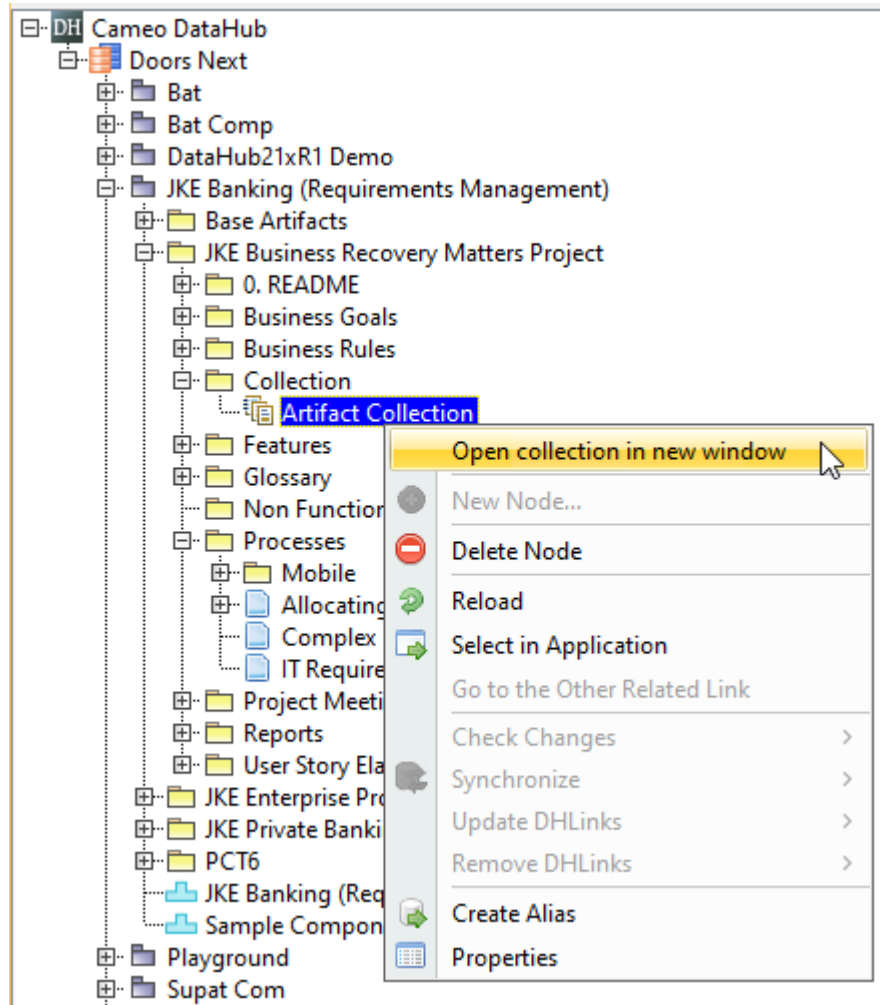 DH Cameo DataHub
Doors Next
Bat
Bat Comp
DataHub21xR1 Demo
JKE Banking (Requirements Management)
Base Artifacts
JKE Business Recovery Matters Project
0. README
Business Goals
Business Rules
Collection
Artifact Collection
Features
Glossary
Non Function
Processes
Mobile
Allocating
Complex
IT Require
Project Meeti
Reports
User Story Ela
JKE Enterprise Pro
JKE Private Banki
PCT6
JKE Banking (Req
Sample Compon
Playground
Supat Com
Open collection in new window
New Node...
Delete Node
Reload
Select in Application
Go to the Other Related Link
Check Changes
Synchronize
Update DHLinks
Remove DHLinks
Create Alias
Properties